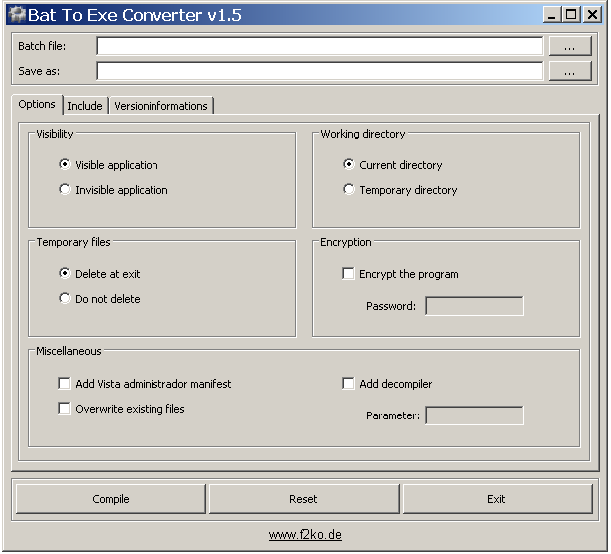 Bat To Exe Converter v1.5
Batch file:
...
Save as:
...
Options Include Versioninformations
Visibility
Visible application
Invisible application
Working directory
Current directory
Temporary directory
Temporary files
Delete at exit
Do not delete
Encryption
Encrypt the program
Password:
Miscellaneous
Add Vista administrador manifest
Overwrite existing files
Add decompiler
Parameter:
Compile Reset Exit
www.f2ko.de